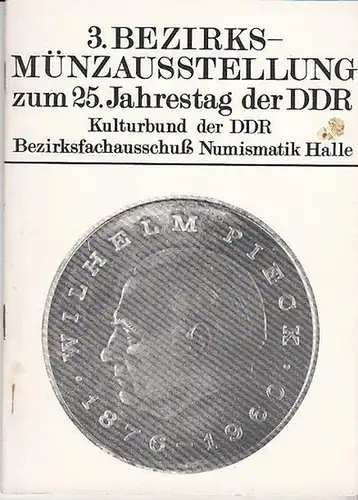 3. BEZIRKS-
MÜNZAUSSTELLUNG
zum 25. Jahrestag der DDR
Kulturbund der DDR
Bezirksfachausschuß Numismatik Halle
WILHELM PIECK
· 1876-1960 ·